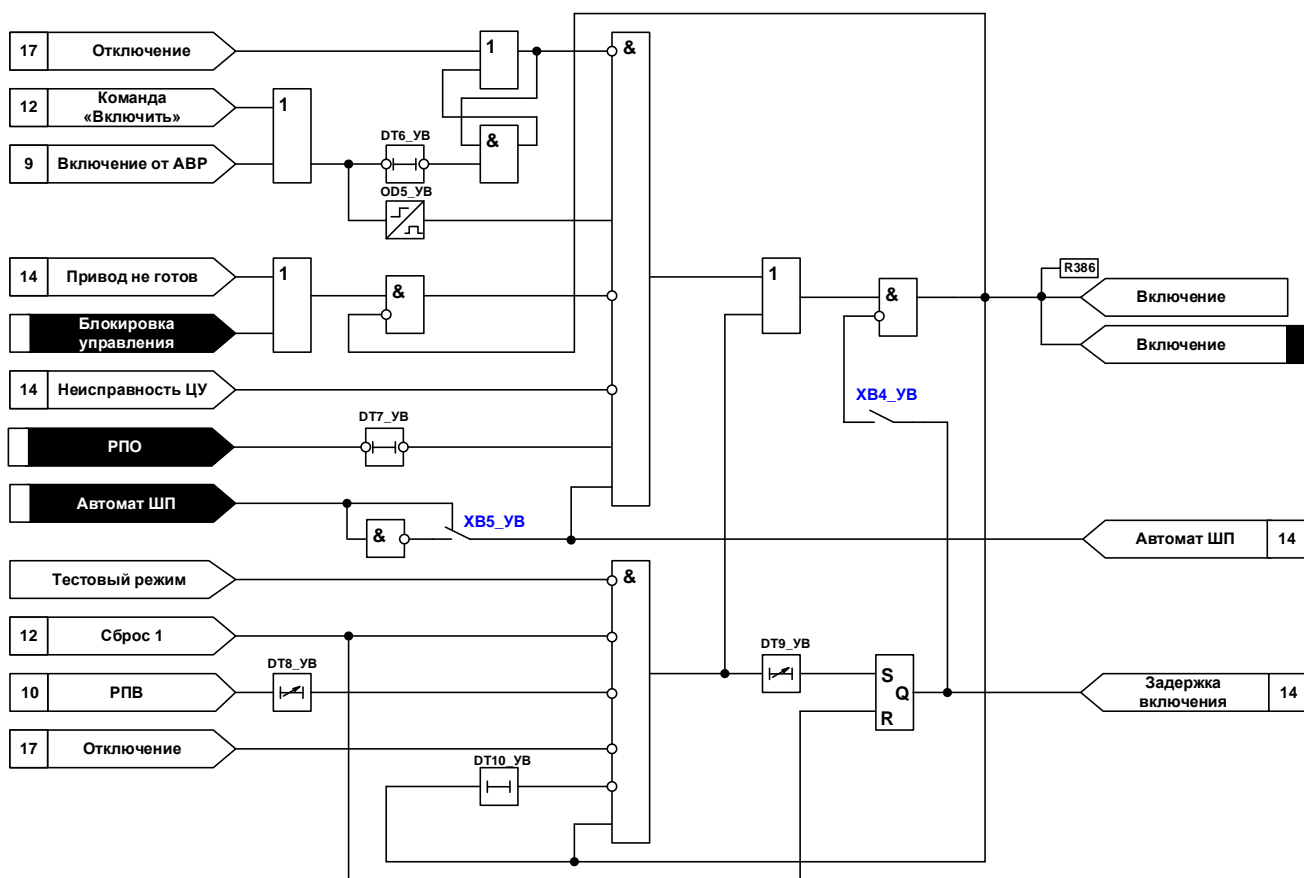 17 Отключение
1
&
12 Команда «Включить»
1
DT6_УВ
&
9 Включение от АВР
OD5_УВ
14 Привод не готов
1
&
1
&
R386
Включение
Блокировка управления
Включение
14 Неисправность ЦУ
XB4_УВ
DT7_УВ
РПО
Автомат ШП
XB5_УВ
&
Автомат ШП 14
Тестовый режим
&
12 Сброс 1
DT9_УВ
DT8_УВ
S
Q
R
10 РПВ
Задержка включения 14
17 Отключение
DT10_УВ